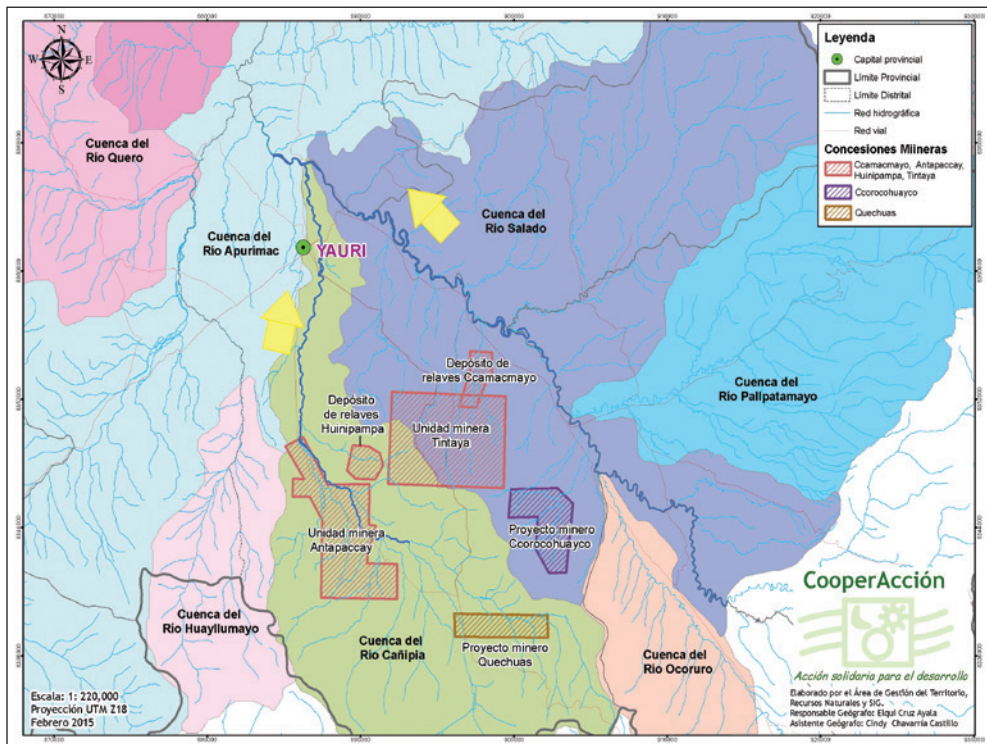 N
W
E
S
Leyenda
Capital provincial
Límite Provincial
Límite Distrital
Red hidrográfica
Red vial
Concesiones Miineras
Ccamacmayo, Antapaccay,
Huinipampa, Tintaya
Ccorocohuayco
Quechuas
Cuenca del
Río Quero
Cuenca del
Río Apurimac
YAURI
Cuenca del
Río Salado
Depósito de
relaves Ccamacmayo
Depósito
de relaves
Huinipampa
Unidad minera
Tintaya
Cuenca del
Río Pallpatamayo
Unidad minera
Antapaccay
Proyecto minero
Ccorocohuayco
Cuenca del
Río Huayllumayo
Cuenca del
Río Cañipia
Proyecto minero
Quechuas
Cuenca del
Río Ocoruro
CooperAcción
Acción solidaria para el desarrollo
Elaborado por el Área de Gestión del Territorio,
Recursos Naturales y SIG.
Responsable Geógrafo: Elqui Cruz Ayala
Asistente Geógrafo: Cindy Chavarría Castillo
Escala: 1: 220,000
Proyección UTM Z18
Febrero 2015